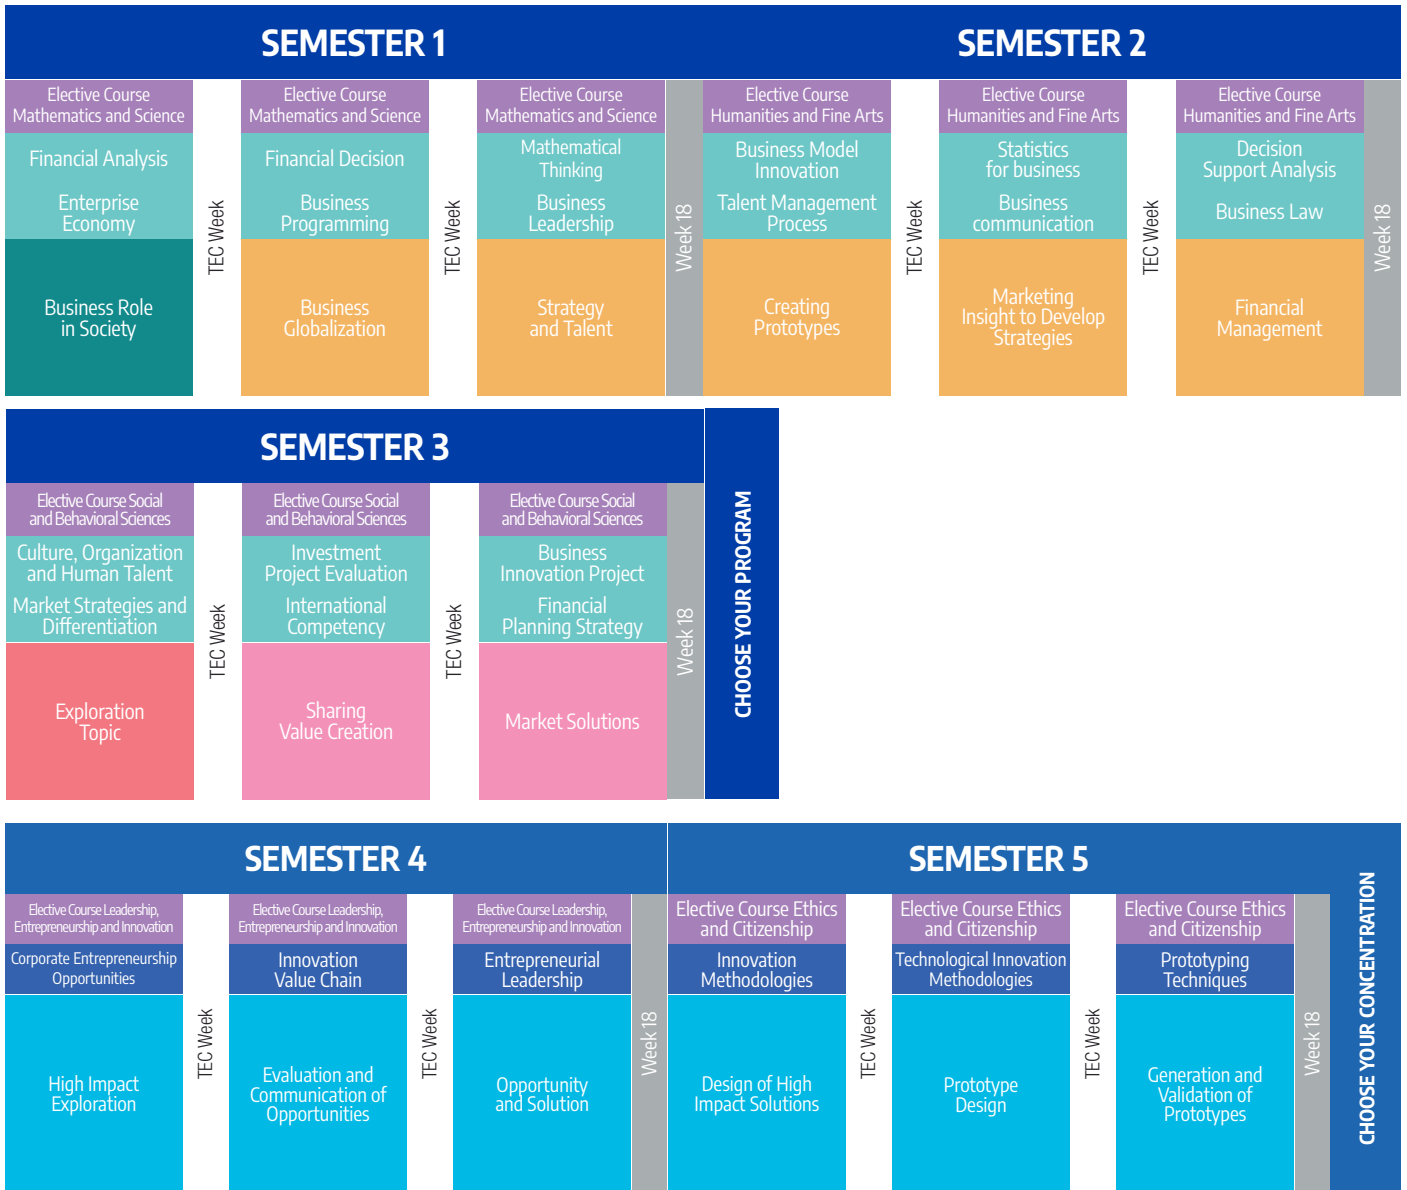 SEMESTER 1
Elective Course
Mathematics and Science
Financial Analysis
Enterprise
Economy
Business Role
in Society
TEC Week
Elective Course
Mathematics and Science
Financial Decision
Business
Programming
Business
Globalization
TEC Week
Elective Course
Mathematics and Science
Mathematical
Thinking
Business
Leadership
Strategy
and Talent
Week 18
SEMESTER 2
Elective Course
Humanities and Fine Arts
Business Model
Innovation
Talent Management
Process
Creating
Prototypes
TEC Week
Elective Course
Humanities and Fine Arts
Statistics
for business
Business
communication
Marketing
Insight to Develop
Strategies
TEC Week
Elective Course
Humanities and Fine Arts
Decision
Support Analysis
Business Law
Financial
Management
Week 18
SEMESTER 3
Elective Course Social
and Behavioral Sciences
Culture, Organization
and Human Talent
Market Strategies and
Differentiation
Exploration
Topic
TEC Week
Elective Course Social
and Behavioral Sciences
Investment
Project Evaluation
International
Competency
Sharing
Value Creation
TEC Week
Elective Course Social
and Behavioral Sciences
Business
Innovation Project
Financial
Planning Strategy
Market Solutions
Week 18
CHOOSE YOUR PROGRAM
SEMESTER 4
Elective Course Leadership,
Entrepreneurship and Innovation
Corporate Entrepreneurship
Opportunities
High Impact
Exploration
TEC Week
Elective Course Leadership,
Entrepreneurship and Innovation
Innovation
Value Chain
Evaluation and
Communication of
Opportunities
TEC Week
Elective Course Leadership,
Entrepreneurship and Innovation
Entrepreneurial
Leadership
Opportunity
and Solution
Week 18
SEMESTER 5
Elective Course Ethics
and Citizenship
Innovation
Methodologies
Design of High
Impact Solutions
TEC Week
Elective Course Ethics
and Citizenship
Technological Innovation
Methodologies
Prototype
Design
TEC Week
Elective Course Ethics
and Citizenship
Prototyping
Techniques
Generation and
Validation of
Prototypes
Week 18
CHOOSE YOUR CONCENTRATION